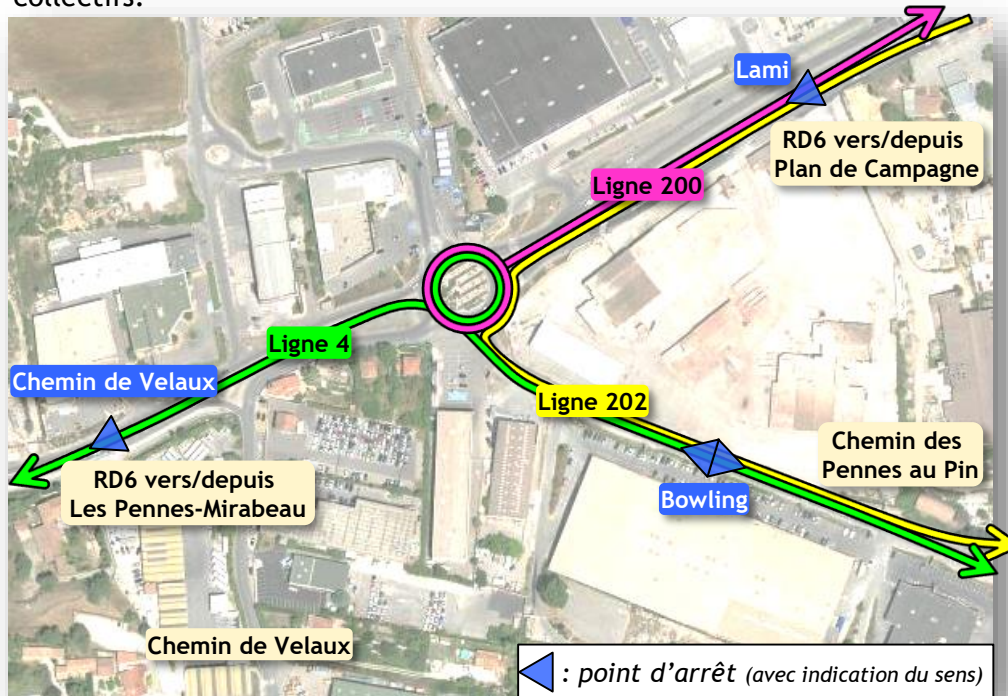 collectifs.
Lami
RD6 vers/depuis
Plan de Campagne
Ligne 200
Ligne 4
Chemin de Velaux
Ligne 202
Chemin des
Pennes au Pin
RD6 vers/depuis
Les Pennes-Mirabeau
Bowling
Chemin de Velaux
: point d'arrêt (avec indication du sens)